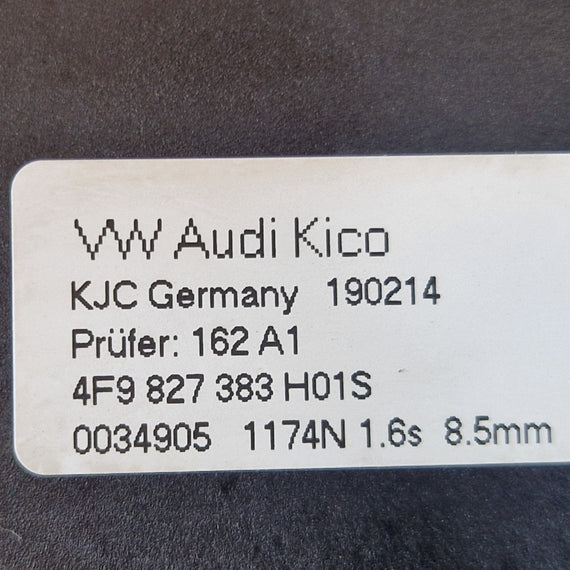 VW Audi Kico
KJC Germany 190214
Prüfer: 162 A1
4F9 827 383 H01S
0034905 1174N 1.6s 8.5mm